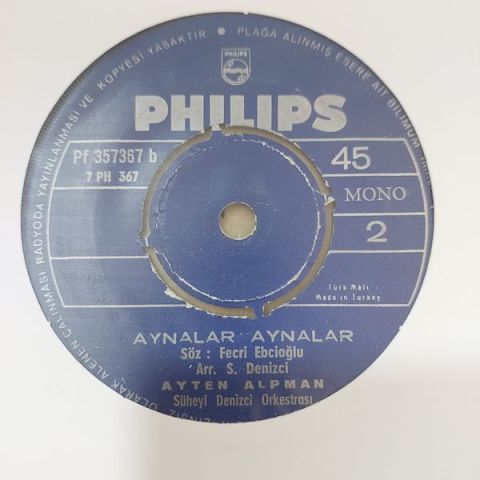 ALENEN ÇALINMASI RADYODA YAYINLANMASI VE KOPYESİ YASAKTIR • PLAĞA ALINMIŞ ESERE AİT BİLİMUM
OLARAK
PHILIPS
PHILIPS
Pf 357367 b
7 PH 367
45
MONO
2
Türk Malı
Made in Turkey
AYNALAR AYNALAR
Söz : Fecri Ebcioğlu
Arr. S. Denizci
AYTEN ALPMAN
Süheyl Denizci Orkestrası